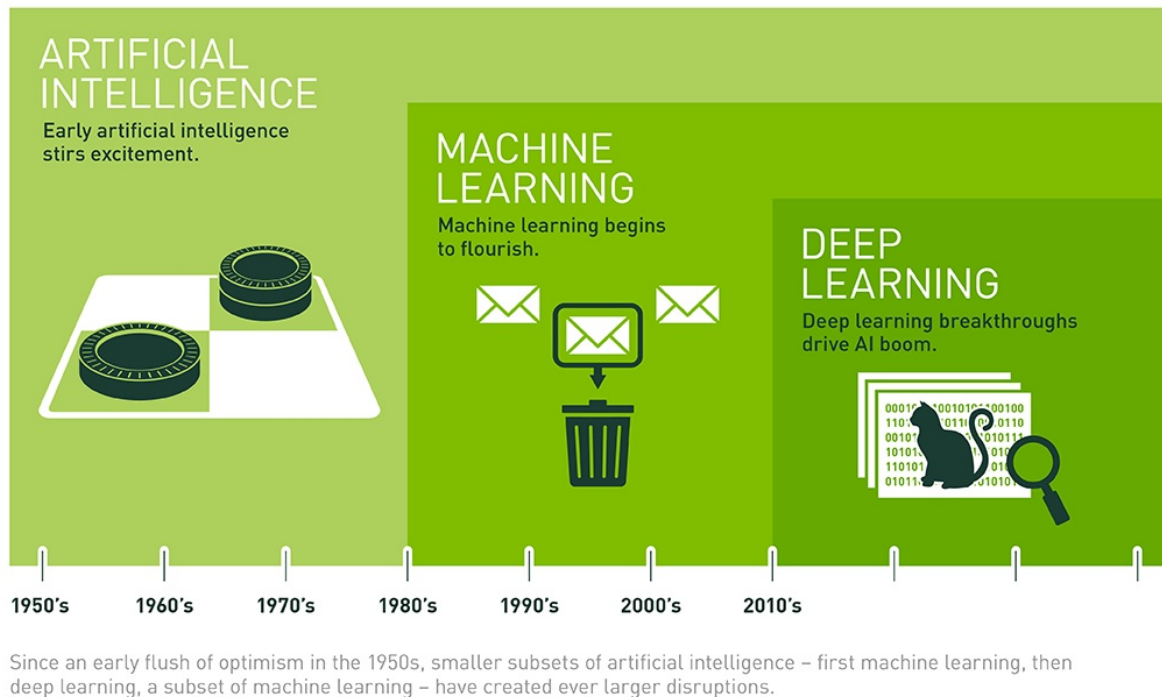 ARTIFICIAL
INTELLIGENCE
Early artificial intelligence
stirs excitement.
MACHINE
LEARNING
Machine learning begins
to flourish.
DEEP
LEARNING
Deep learning breakthroughs
drive AI boom.
1950's 1960's 1970's 1980's 1990's 2000's 2010's
Since an early flush of optimism in the 1950s, smaller subsets of artificial intelligence – first machine learning, then
deep learning, a subset of machine learning – have created ever larger disruptions.